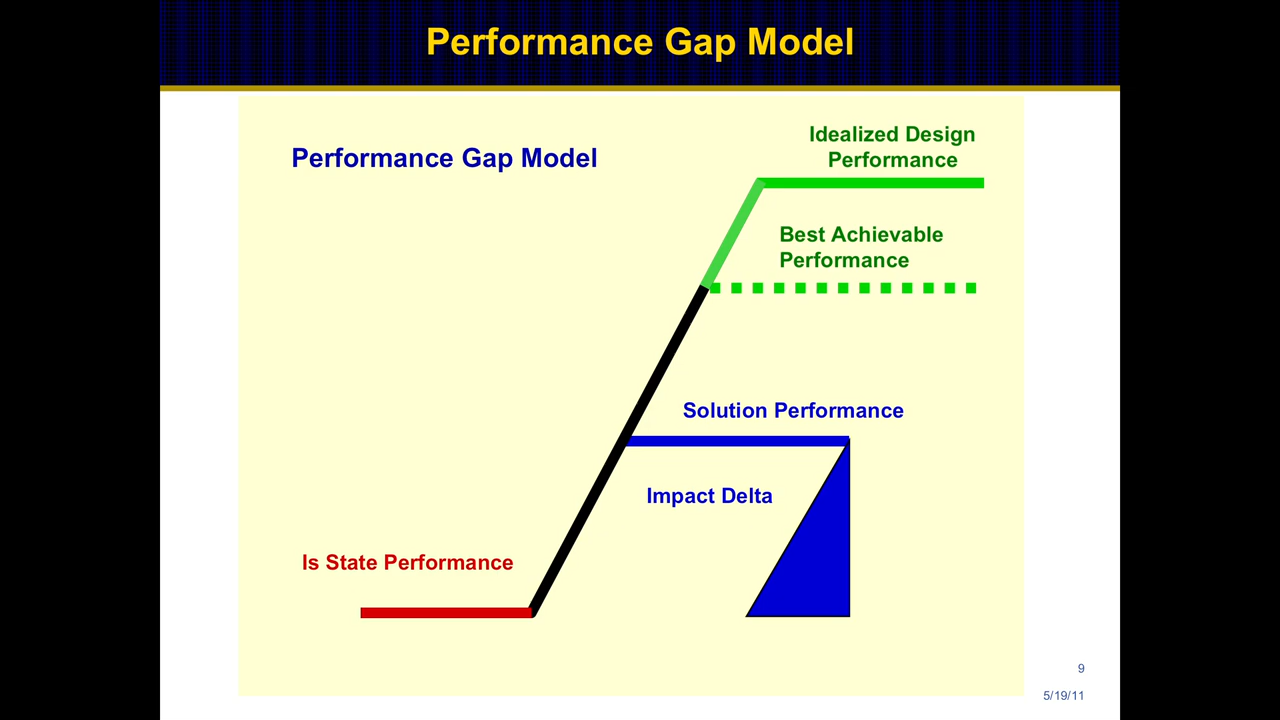 Performance Gap Model
Performance Gap Model
Idealized Design
Performance
Best Achievable
Performance
Solution Performance
Impact Delta
Is State Performance
9
5/19/11